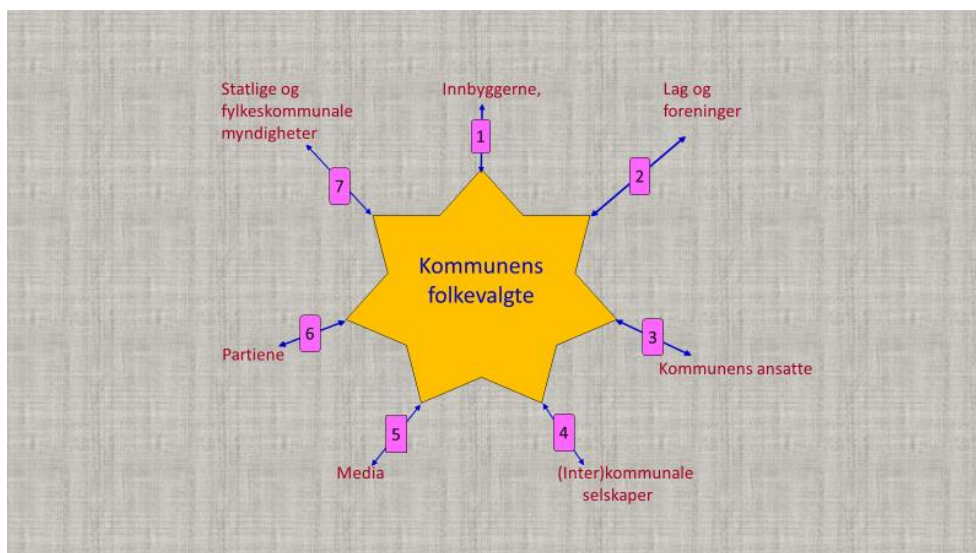 Statlige og
fylkeskommunale
myndigheter
Innbyggerne,
Lag og
foreninger
1
2
7
Kommunens
folkevalgte
6
3
Partiene
Kommunens ansatte
5
4
Media
(Inter)kommunale
selskaper